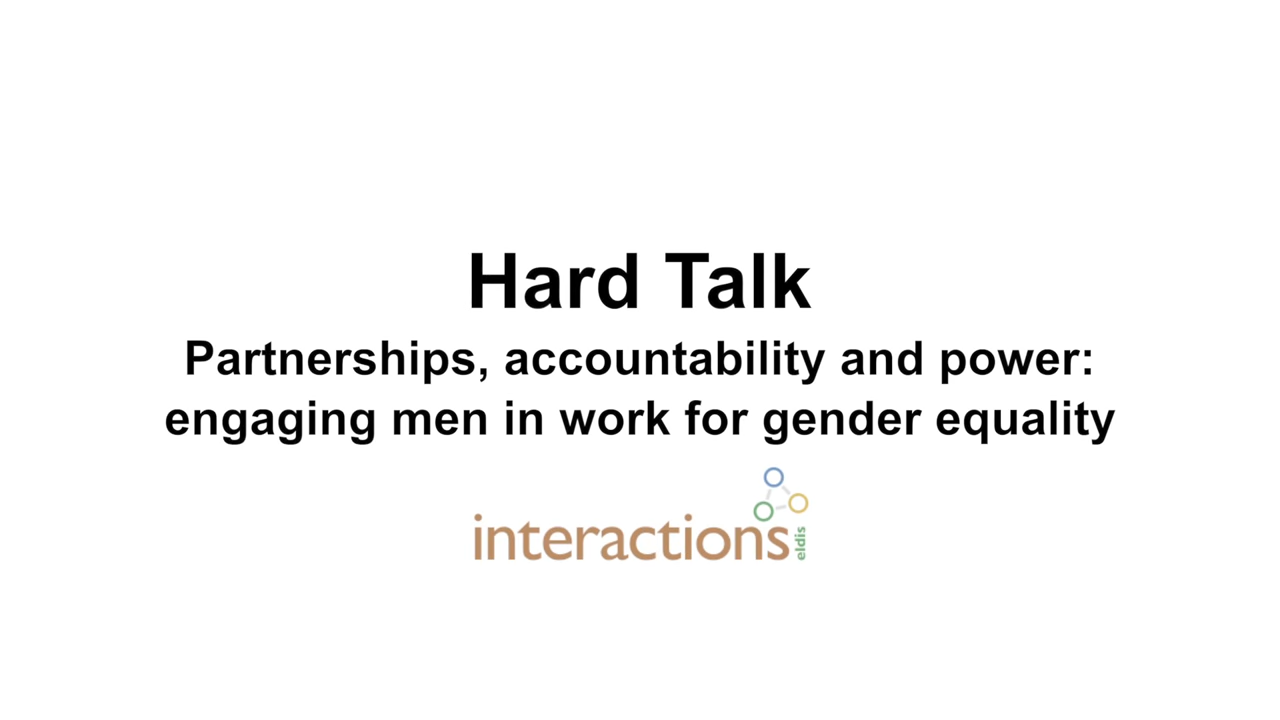 Hard Talk
Partnerships, accountability and power:
engaging men in work for gender equality
interactions
eldis